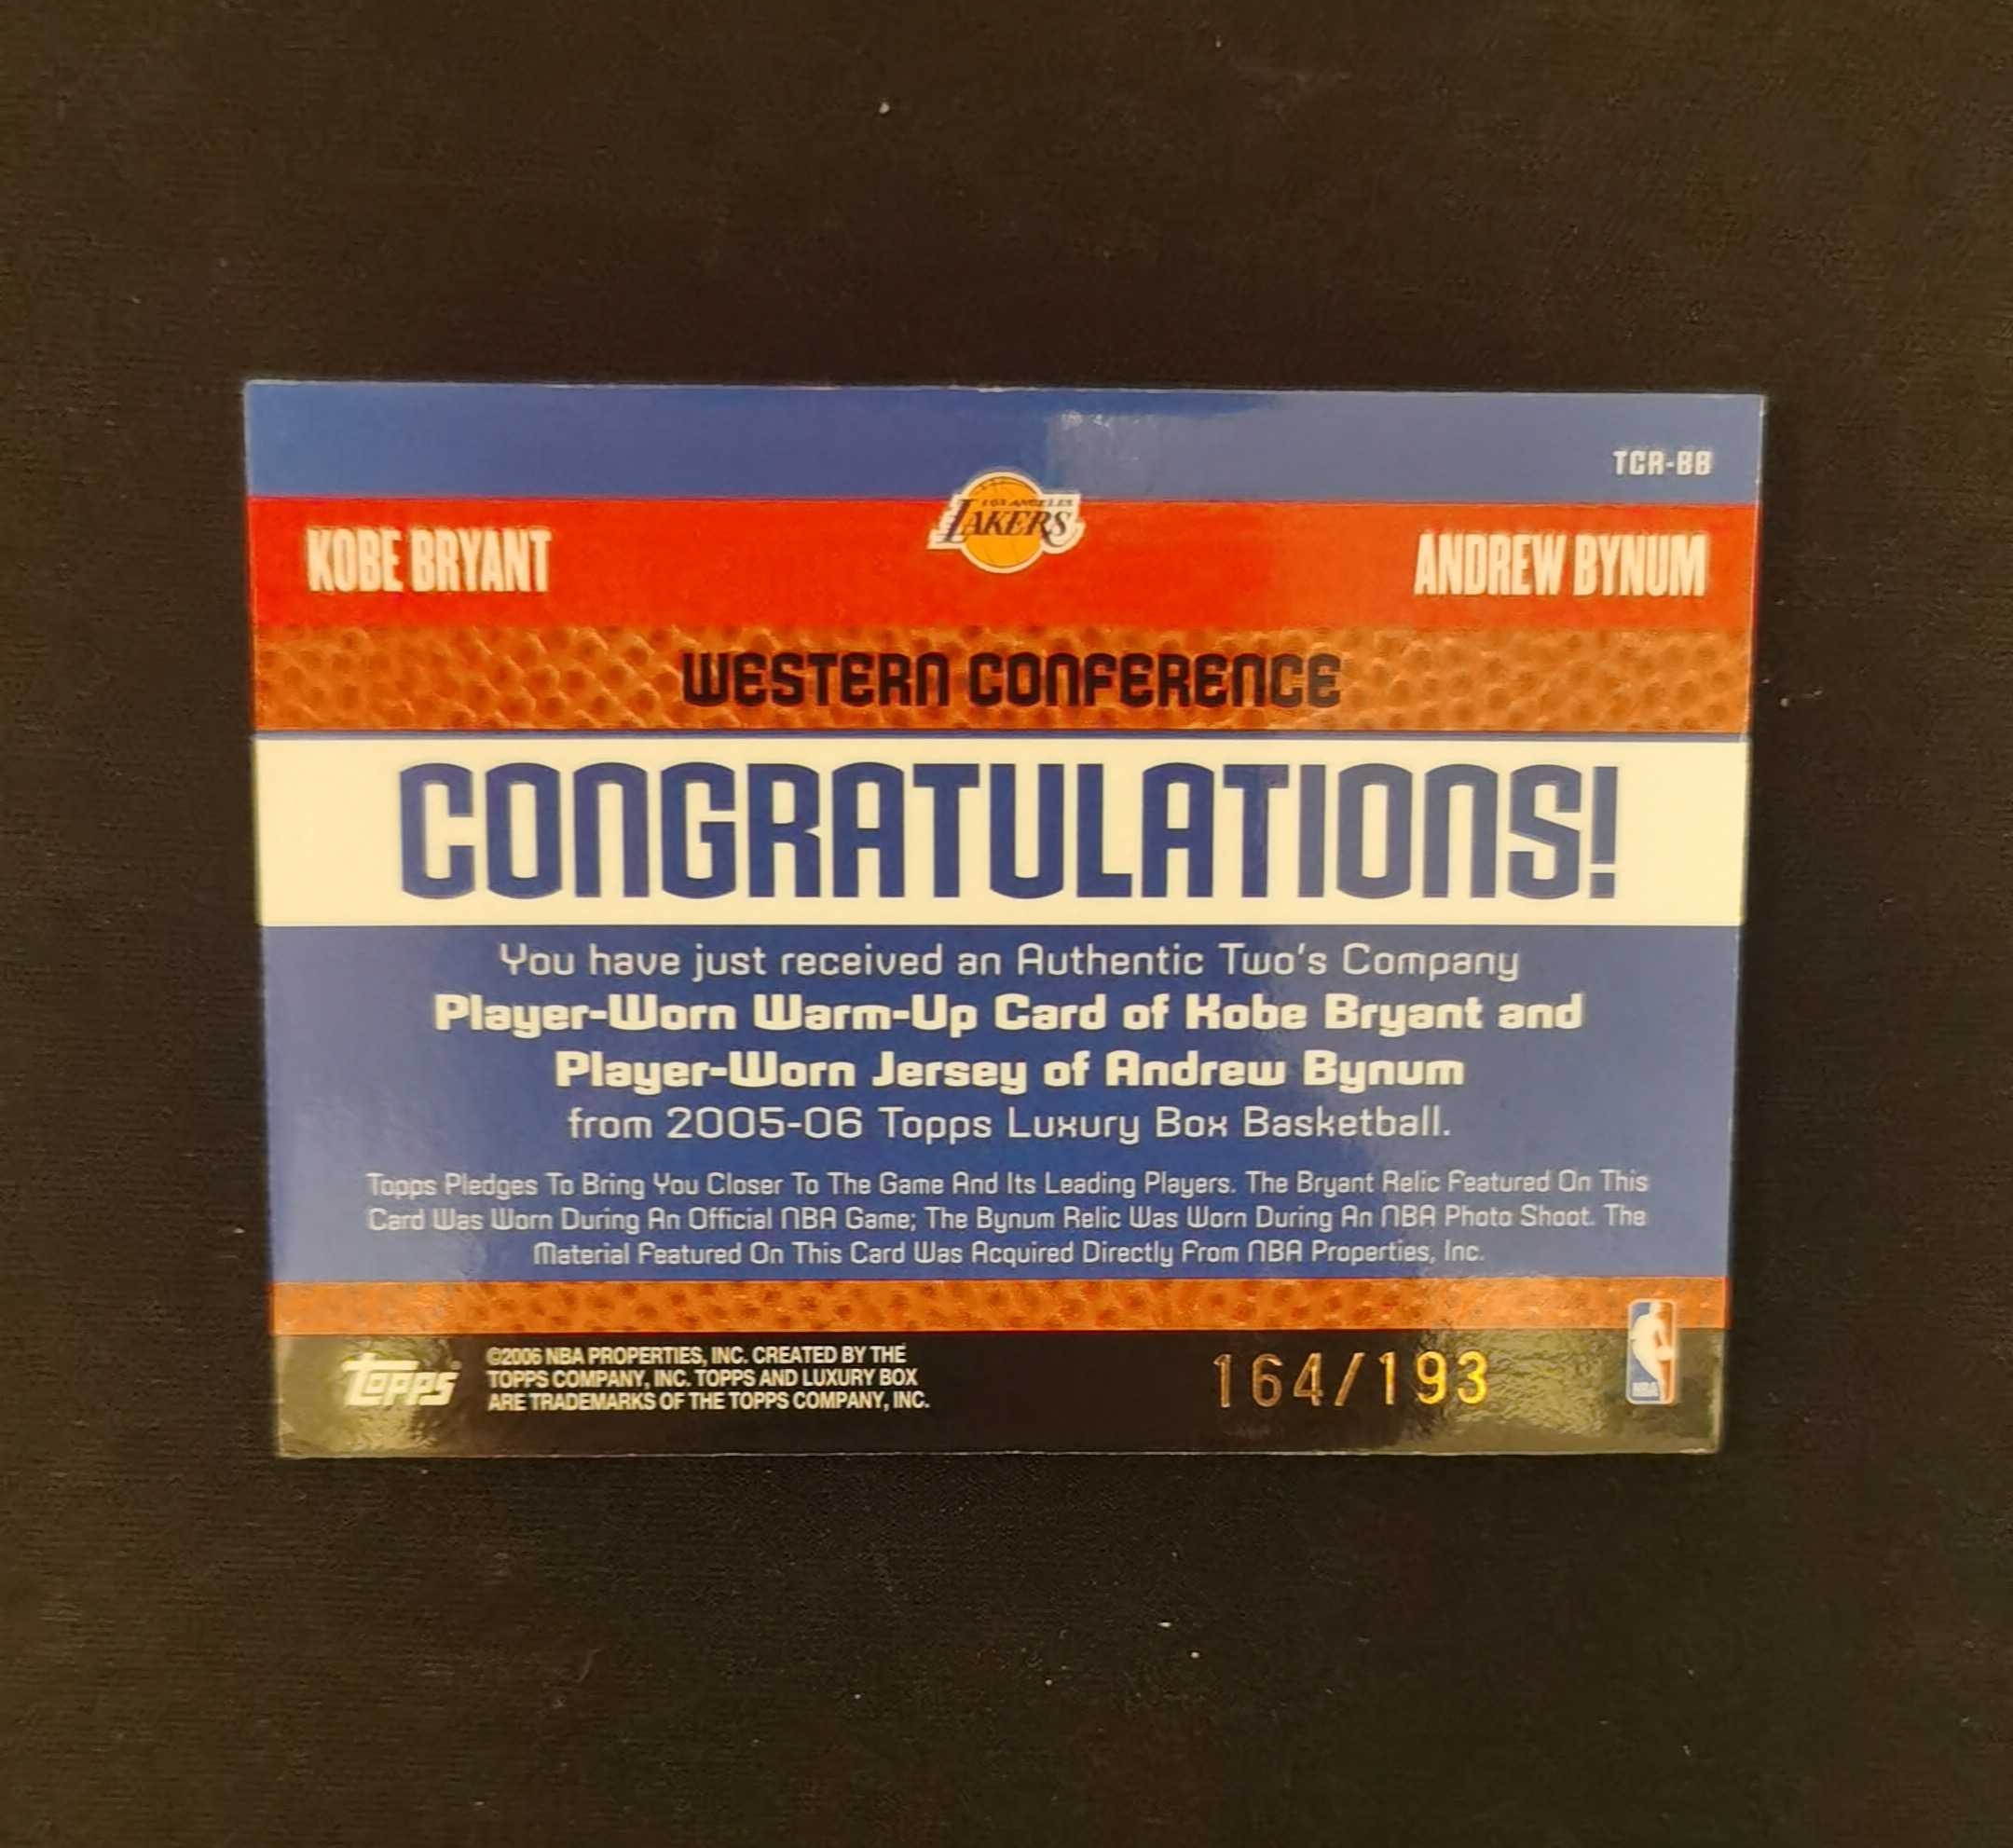 TCR-BB
LOS ANGELES
LAKERS
KOBE BRYANT
ANDREW BYNUM
WESTERN CONFERENCE
CONGRATULATIONS!
You have just received an Authentic Two's Company
Player-Worn Warm-Up Card of Kobe Bryant and
Player-Worn Jersey of Andrew Bynum
from 2005-06 Topps Luxury Box Basketball.
Topps Pledges To Bring You Closer To The Game And Its Leading Players. The Bryant Relic Featured On This
Card Was Worn During An Official NBA Game; The Bynum Relic Was Worn During An NBA Photo Shoot. The
Material Featured On This Card Was Acquired Directly From NBA Properties, Inc.
Topps
©2006 NBA PROPERTIES, INC. CREATED BY THE
TOPPS COMPANY, INC. TOPPS AND LUXURY BOX
ARE TRADEMARKS OF THE TOPPS COMPANY, INC.
164/193
NBA